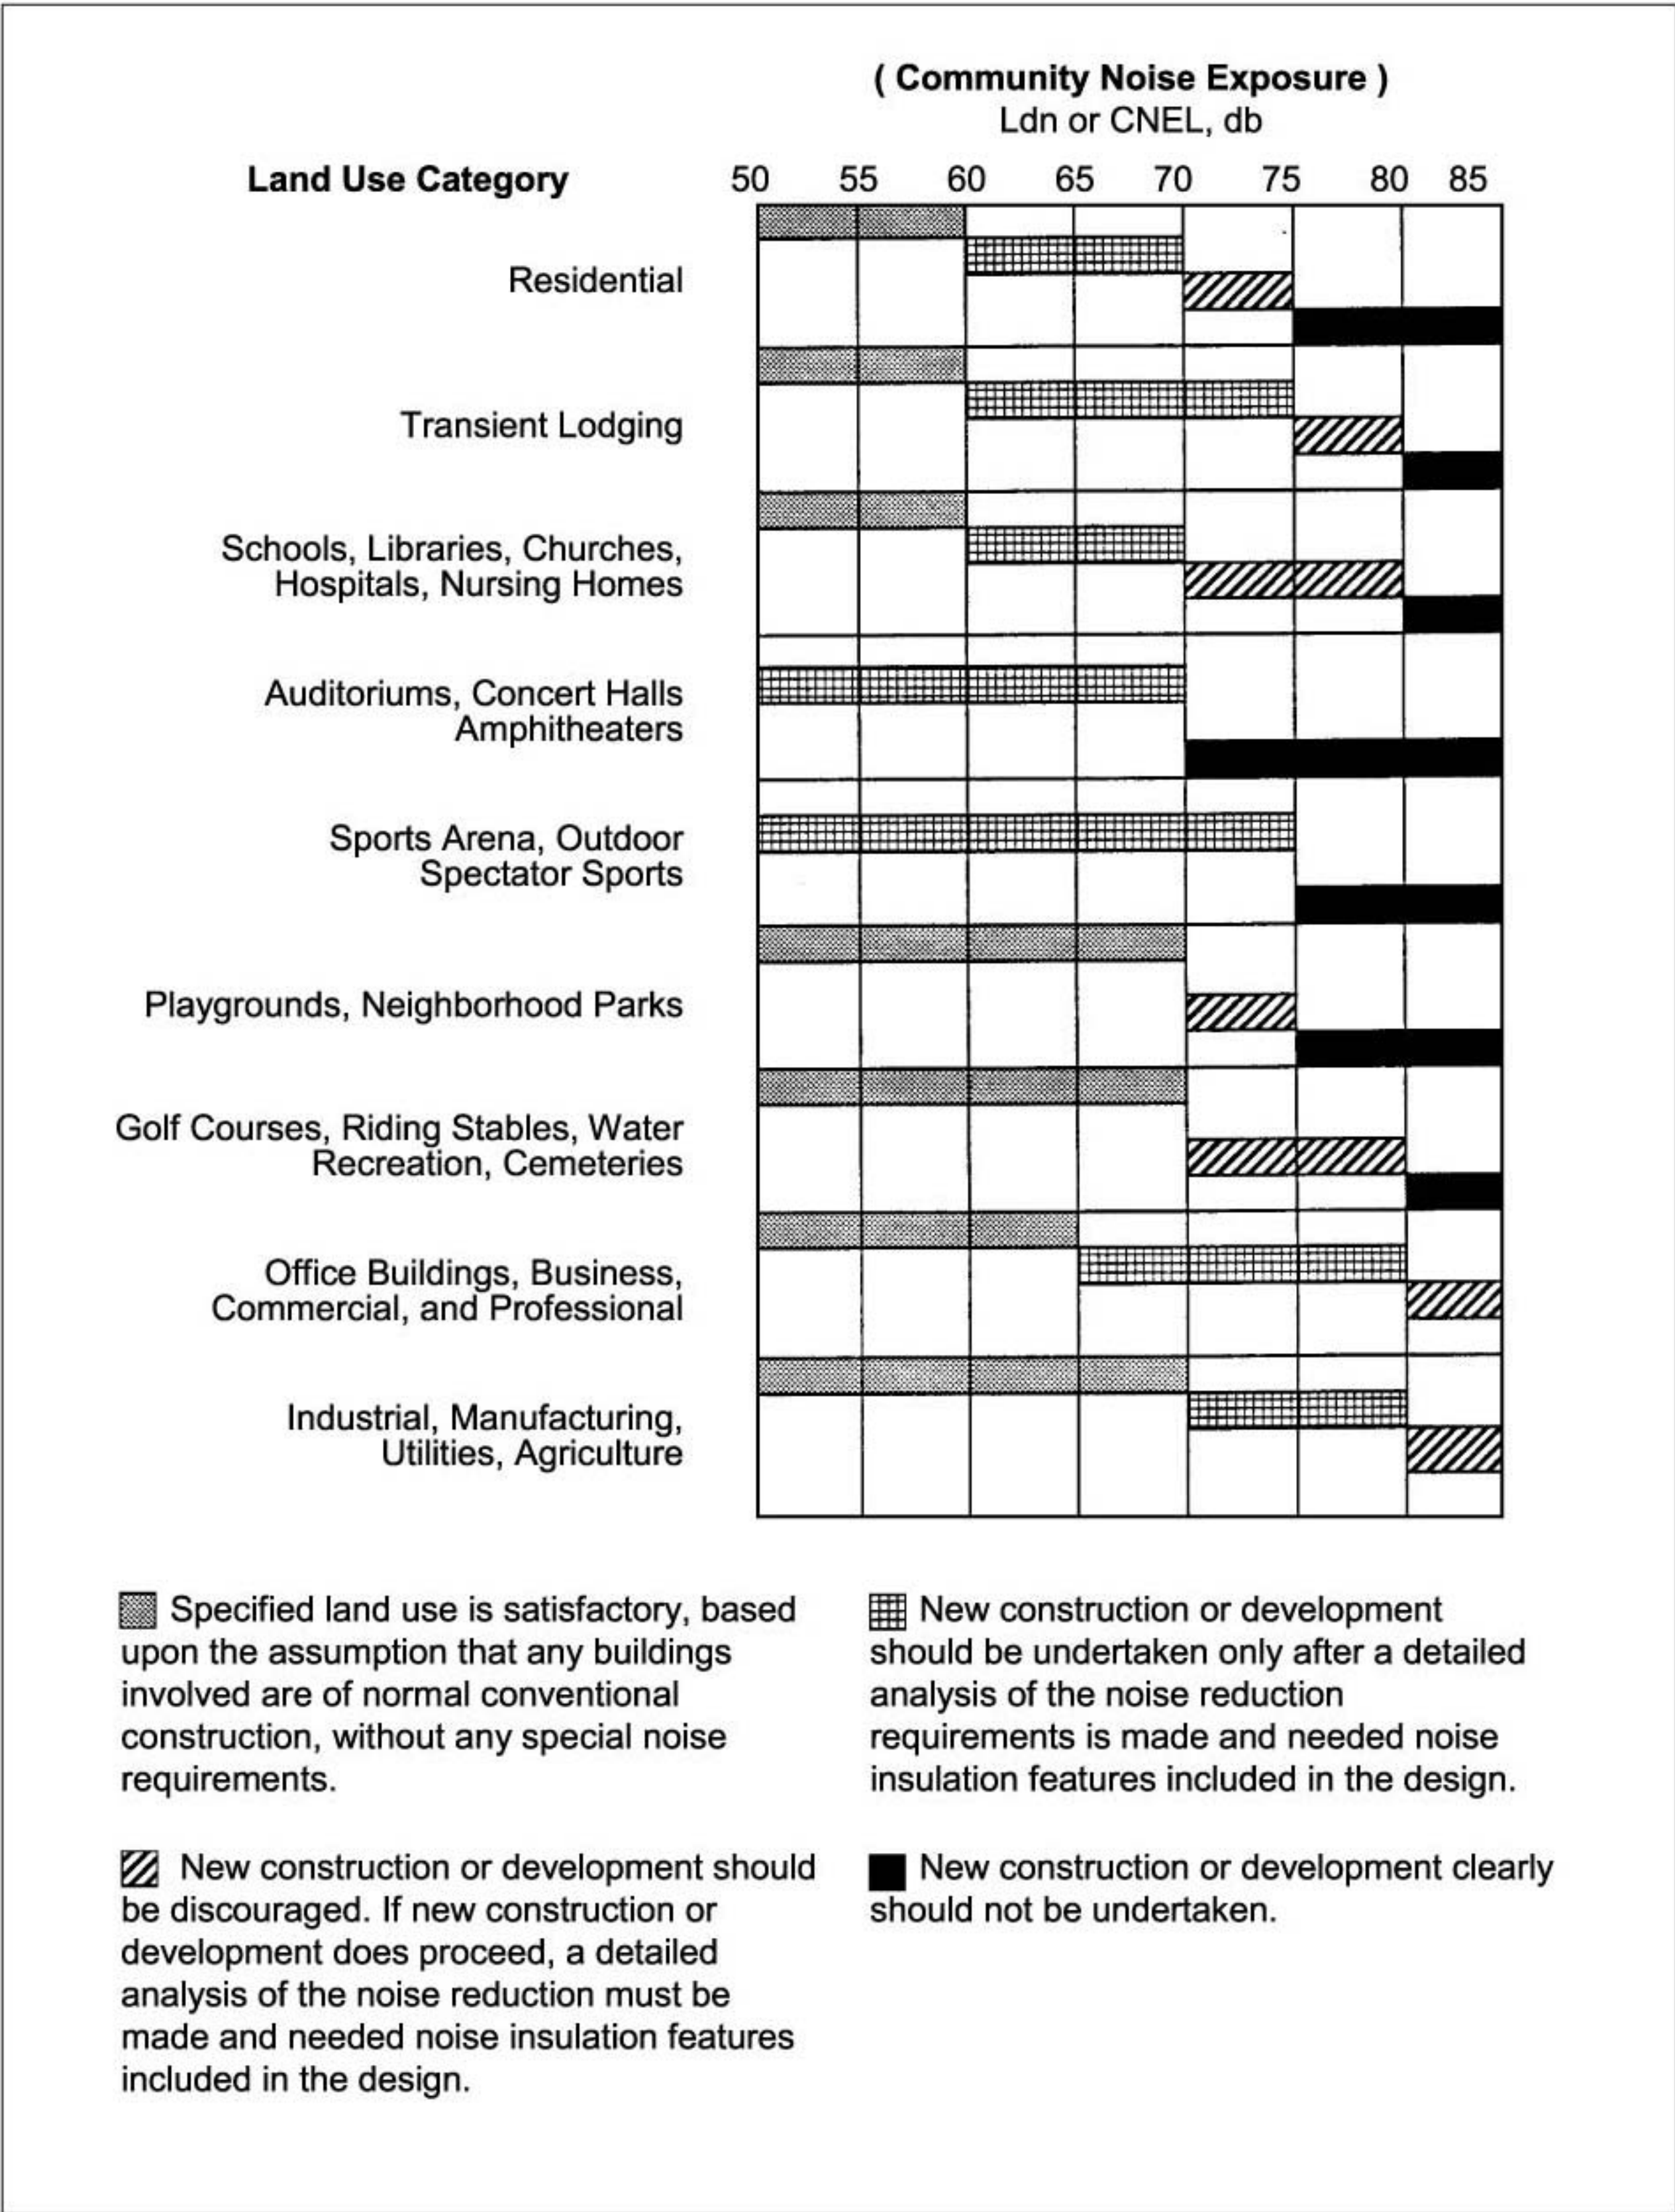 ( Community Noise Exposure )
Ldn or CNEL, db
Land Use Category 50 55 60 65 70 75 80 85
Residential
Transient Lodging
Schools, Libraries, Churches,
Hospitals, Nursing Homes
Auditoriums, Concert Halls
Amphitheaters
Sports Arena, Outdoor
Spectator Sports
Playgrounds, Neighborhood Parks
Golf Courses, Riding Stables, Water
Recreation, Cemeteries
Office Buildings, Business,
Commercial, and Professional
Industrial, Manufacturing,
Utilities, Agriculture
Specified land use is satisfactory, based
upon the assumption that any buildings
involved are of normal conventional
construction, without any special noise
requirements.
New construction or development
should be undertaken only after a detailed
analysis of the noise reduction
requirements is made and needed noise
insulation features included in the design.
New construction or development should
be discouraged. If new construction or
development does proceed, a detailed
analysis of the noise reduction must be
made and needed noise insulation features
included in the design.
New construction or development clearly
should not be undertaken.